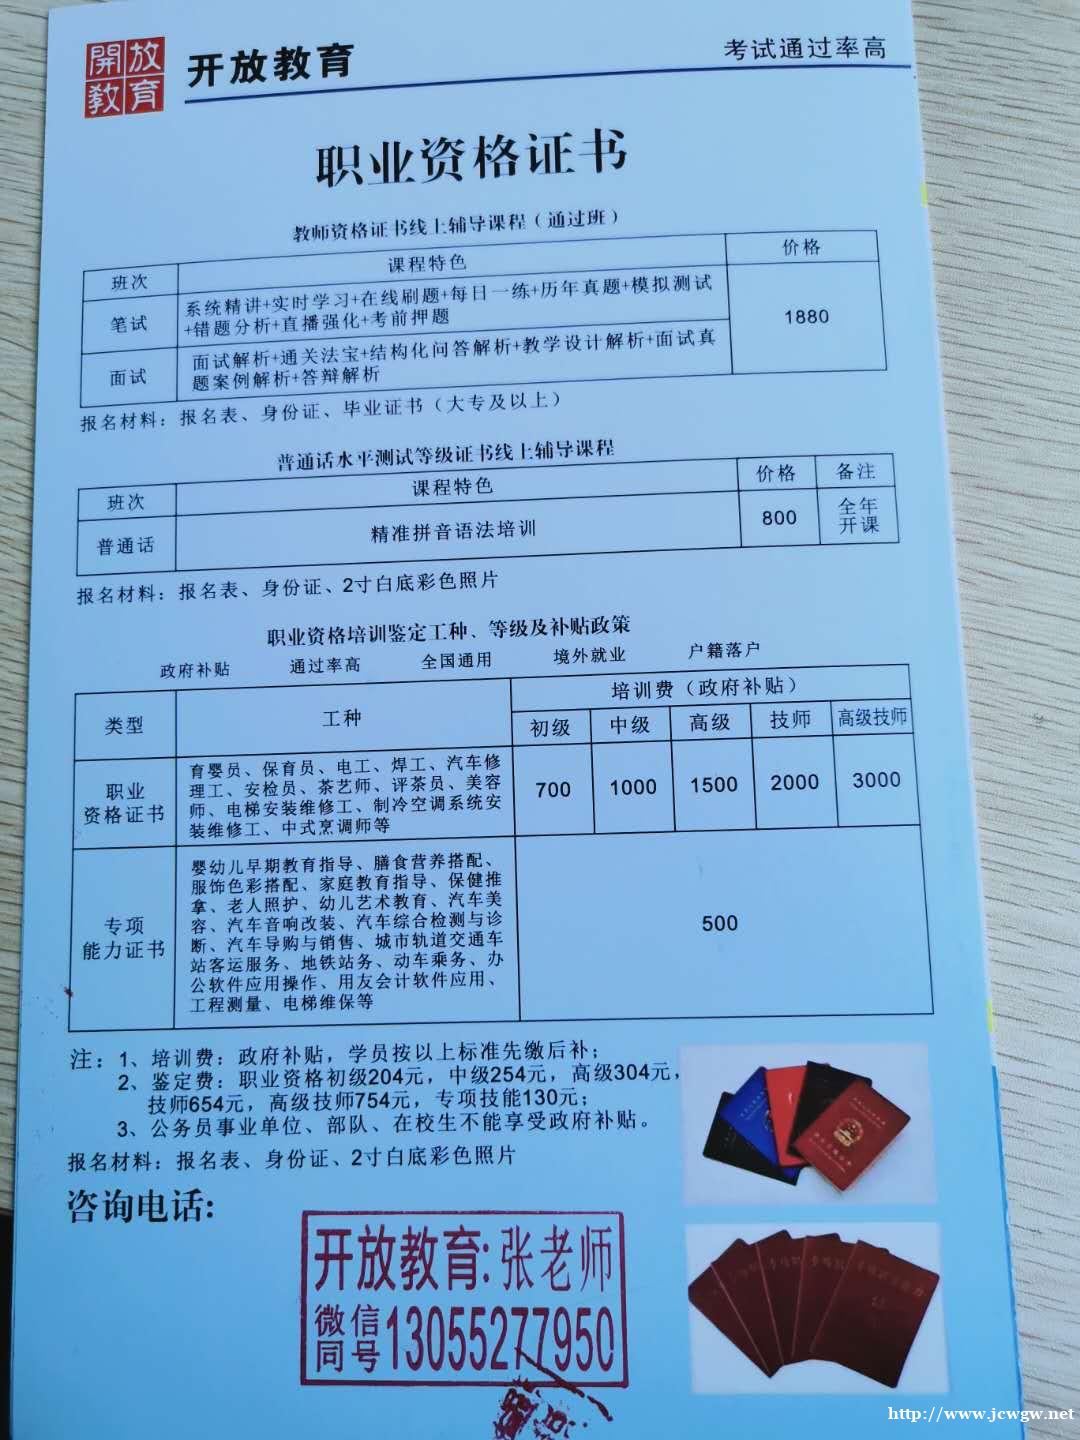 開放
教育
开放教育
考试通过率高
职业资格证书
教师资格证书线上辅导课程（通过班）
班次 课程特色 价格
笔试 系统精讲+实时学习+在线刷题+每日一练+历年真题+模拟测试
+错题分析+直播强化+考前押题
1880
面试 面试解析+通关法宝+结构化问答解析+教学设计解析+面试真
题案例解析+答辩解析
报名材料：报名表、身份证、毕业证书（大专及以上）
普通话水平测试等级证书线上辅导课程
班次 课程特色 价格 备注
普通话 精准拼音语法培训 800 全年
开课
报名材料：报名表、身份证、2寸白底彩色照片
职业资格培训鉴定工种、等级及补贴政策
政府补贴 通过率高 全国通用 境外就业 户籍落户
类型 工种 培训费（政府补贴）
初级 中级 高级 技师 高级技师
职业
资格证书
育婴员、保育员、电工、焊工、汽车修
理工、安检员、茶艺师、评茶员、美容
师、电梯安装维修工、制冷空调系统安
装维修工、中式烹调师等
700 1000 1500 2000 3000
专项
能力证书
婴幼儿早期教育指导、膳食营养搭配、
服饰色彩搭配、家庭教育指导、保健推
拿、老人照护、幼儿艺术教育、汽车美
容、汽车音响改装、汽车综合检测与诊
断、汽车导购与销售、城市轨道交通车
站客运服务、地铁站务、动车乘务、办
公软件应用操作、用友会计软件应用、
工程测量、电梯维保等
500
注：1、培训费：政府补贴，学员按以上标准先缴后补；
2、鉴定费：职业资格初级204元，中级254元，高级304元，
技师654元，高级技师754元，专项技能130元；
3、公务员事业单位、部队、在校生不能享受政府补贴。
报名材料：报名表、身份证、2寸白底彩色照片
咨询电话:
开放教育:张老师
微信
同号13055277950
http://www.jcwgw.net